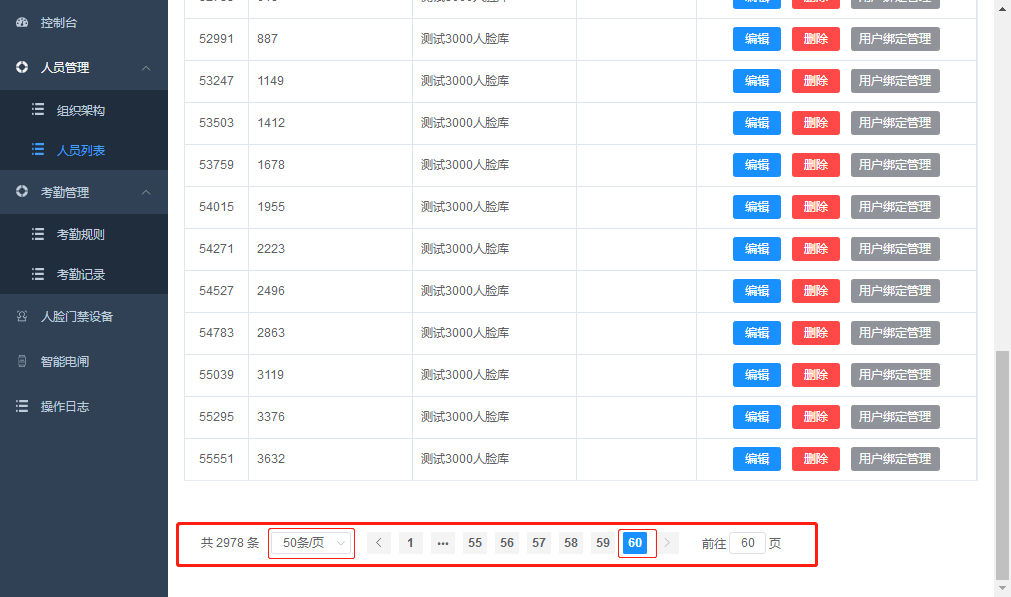 控制台
人员管理
组织架构
人员列表
考勤管理
考勤规则
考勤记录
人脸门禁设备
智能电闸
操作日志
52991 887 测试3000人脸库 编辑 删除 用户绑定管理
53247 1149 测试3000人脸库 编辑 删除 用户绑定管理
53503 1412 测试3000人脸库 编辑 删除 用户绑定管理
53759 1678 测试3000人脸库 编辑 删除 用户绑定管理
54015 1955 测试3000人脸库 编辑 删除 用户绑定管理
54271 2223 测试3000人脸库 编辑 删除 用户绑定管理
54527 2496 测试3000人脸库 编辑 删除 用户绑定管理
54783 2863 测试3000人脸库 编辑 删除 用户绑定管理
55039 3119 测试3000人脸库 编辑 删除 用户绑定管理
55295 3376 测试3000人脸库 编辑 删除 用户绑定管理
55551 3632 测试3000人脸库 编辑 删除 用户绑定管理
共 2978 条 50条/页 1 ••• 55 56 57 58 59 60 前往 60 页